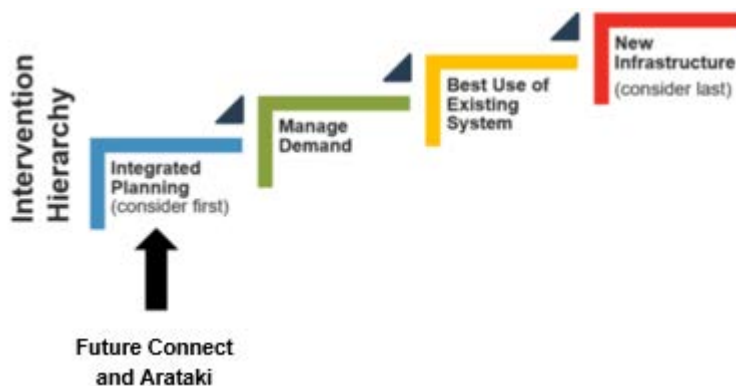 Intervention
Hierarchy
Integrated
Planning
(consider first)
Manage
Demand
Best Use of
Existing
System
New
Infrastructure
(consider last)
Future Connect
and Arataki